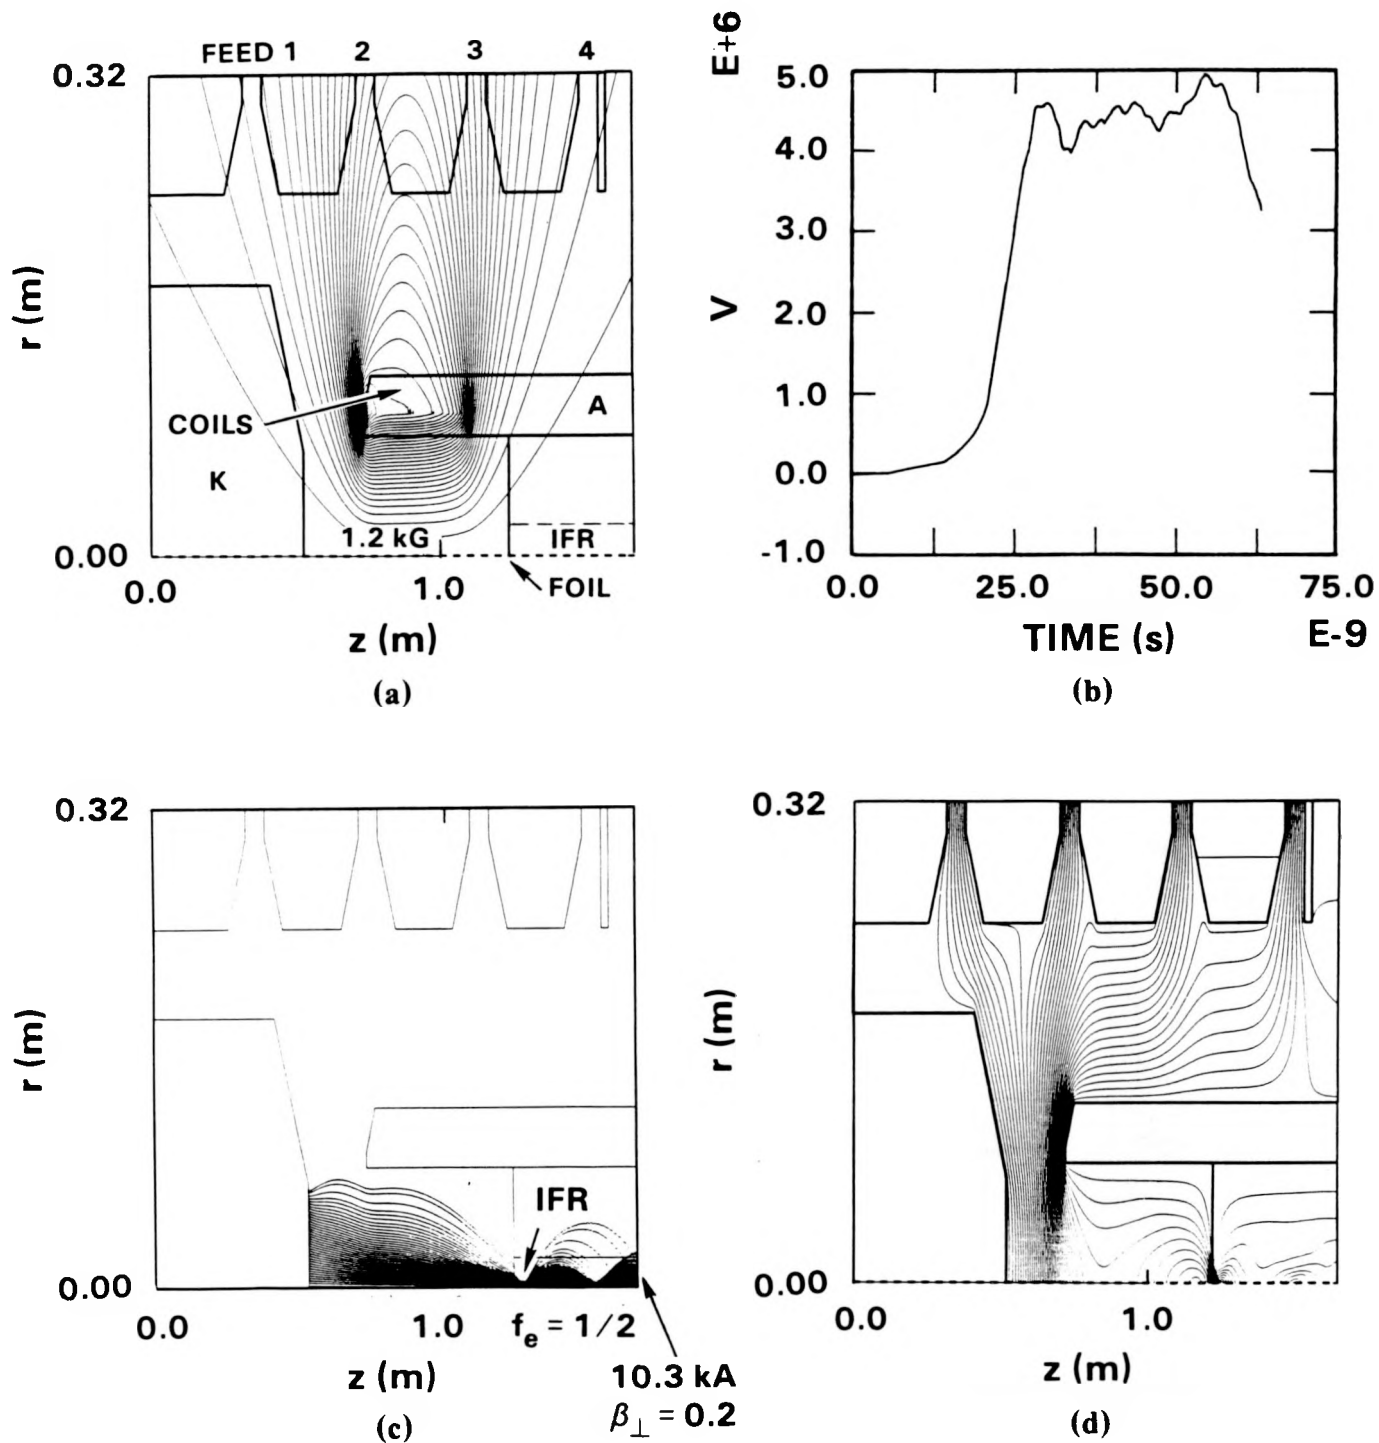 FEED 1 2 3 4
0.32
r (m)
COILS
A
K
1.2 kG
IFR
0.00
FOIL
0.0 1.0
z (m)
(a)
E+6
5.0
4.0
3.0
V
2.0
1.0
0.0
-1.0
0.0 25.0 50.0 75.0
TIME (s) E-9
(b)
0.32
r (m)
IFR
0.00
0.0 1.0 fₑ = 1/2
z (m) 10.3 kA
(c) β⊥ = 0.2
0.32
r (m)
0.00
0.0 1.0
z (m)
(d)